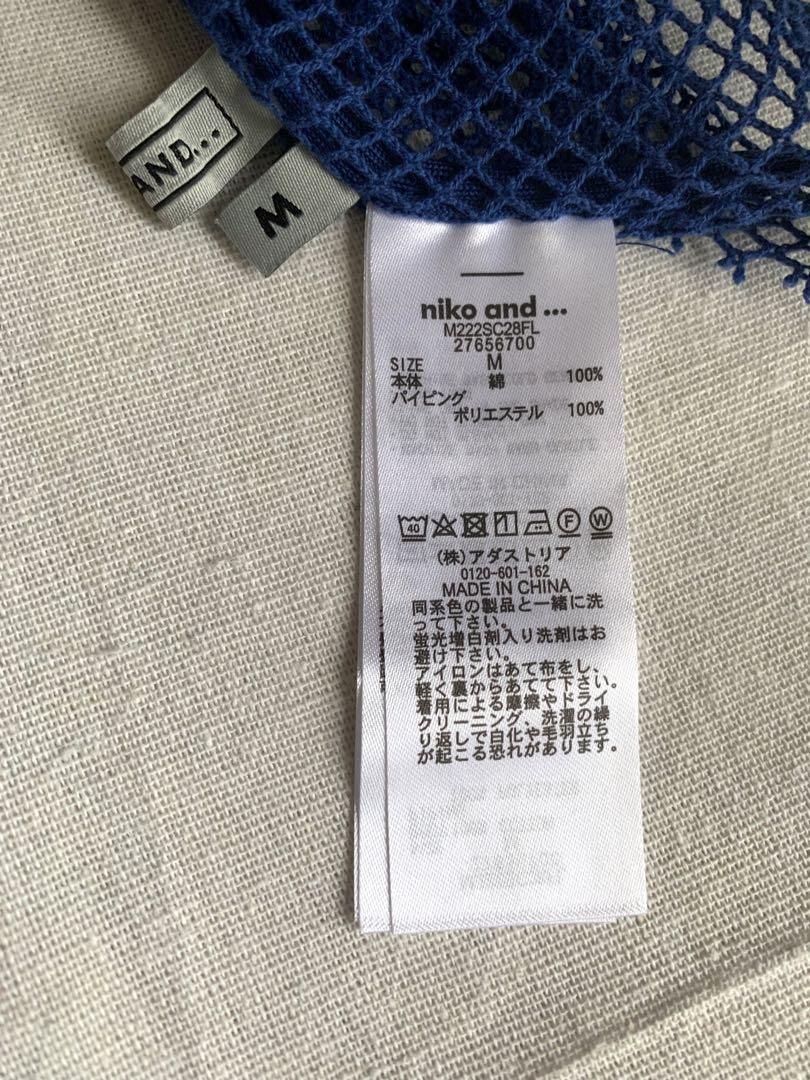 AND...
M
niko and ...
M222SC28FL
27656700
SIZE M
本体 綿 100%
パイピング
ポリエステル 100%
40 F W
(株)アダストリア
0120-601-162
MADE IN CHINA
同系色の製品と一緒に洗
って下さい。
蛍光増白剤入り洗剤はお
避け下さい。
アイロンはあて布をし、
軽く裏からあてて下さい。
着用による摩擦やドライ
クリーニング、洗濯の繰
り返しで白化や毛羽立ち
が起こる恐れがあります。